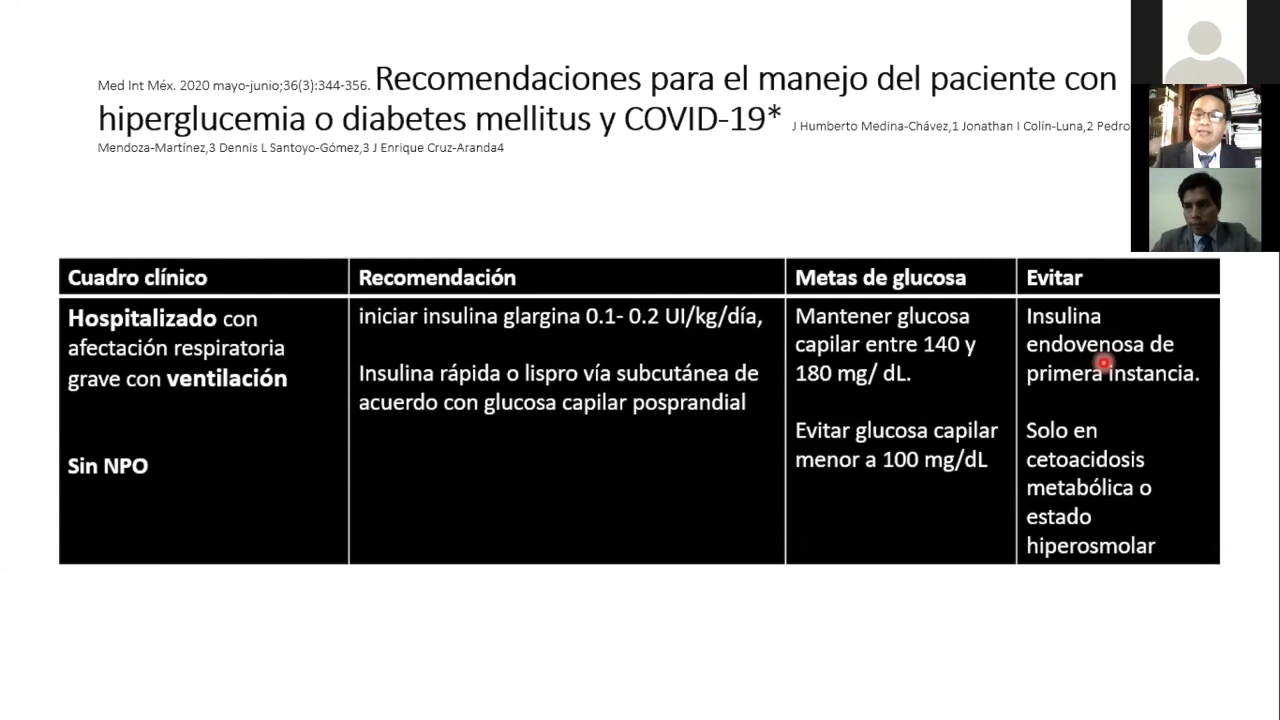 Med Int Méx. 2020 mayo-junio;36(3):344-356. Recomendaciones para el manejo del paciente con
hiperglucemia o diabetes mellitus y COVID-19* J Humberto Medina-Chávez,1 Jonathan I Colín-Luna,2 Pedro
Mendoza-Martínez,3 Dennis L Santoyo-Gómez,3 J Enrique Cruz-Aranda4
Cuadro clínico
Recomendación
Metas de glucosa
Evitar
Hospitalizado con
afectación respiratoria
grave con ventilación
Sin NPO
iniciar insulina glargina 0.1- 0.2 UI/kg/día,
Insulina rápida o lispro vía subcutánea de
acuerdo con glucosa capilar posprandial
Mantener glucosa
capilar entre 140 y
180 mg/ dL.
Evitar glucosa capilar
menor a 100 mg/dL
Insulina
endovenosa de
primera instancia.
Solo en
cetoacidosis
metabólica o
estado
hiperosmolar